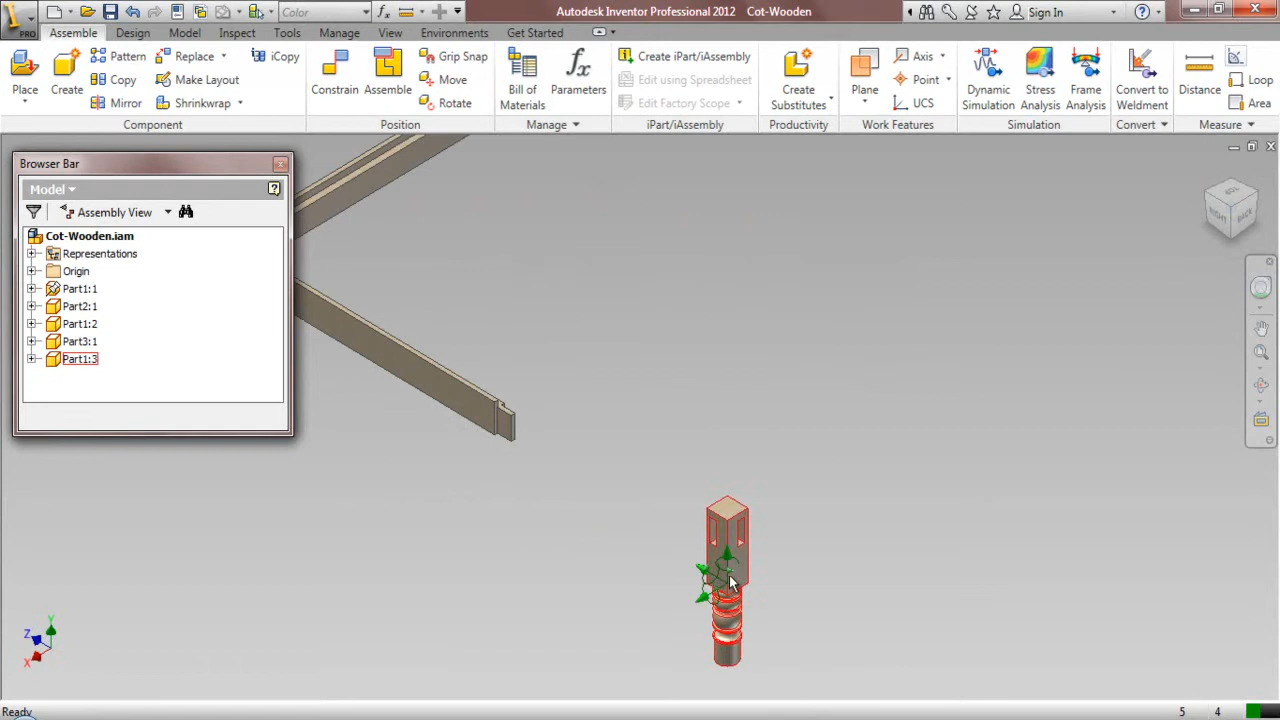 Color
Autodesk Inventor Professional 2012 Cot-Wooden
Sign In
PRO
Assemble Design Model Inspect Tools Manage View Environments Get Started
Place
Create
Pattern
Copy
Mirror
Replace
Make Layout
Shrinkwrap
iCopy
Component
Constrain
Assemble
Grip Snap
Move
Rotate
Position
Bill of
Materials
Parameters
Manage
Create iPart/iAssembly
Edit using Spreadsheet
Edit Factory Scope
iPart/iAssembly
Create
Substitutes
Productivity
Plane
Axis
Point
UCS
Work Features
Dynamic
Simulation
Stress
Analysis
Frame
Analysis
Simulation
Convert to
Weldment
Convert
Distance
Loop
Area
Measure
Browser Bar
Model
Assembly View
Cot-Wooden.iam
Representations
Origin
Part1:1
Part2:1
Part1:2
Part3:1
Part1:3
RIGHT
BACK
Y
Z
X
Ready
5 4